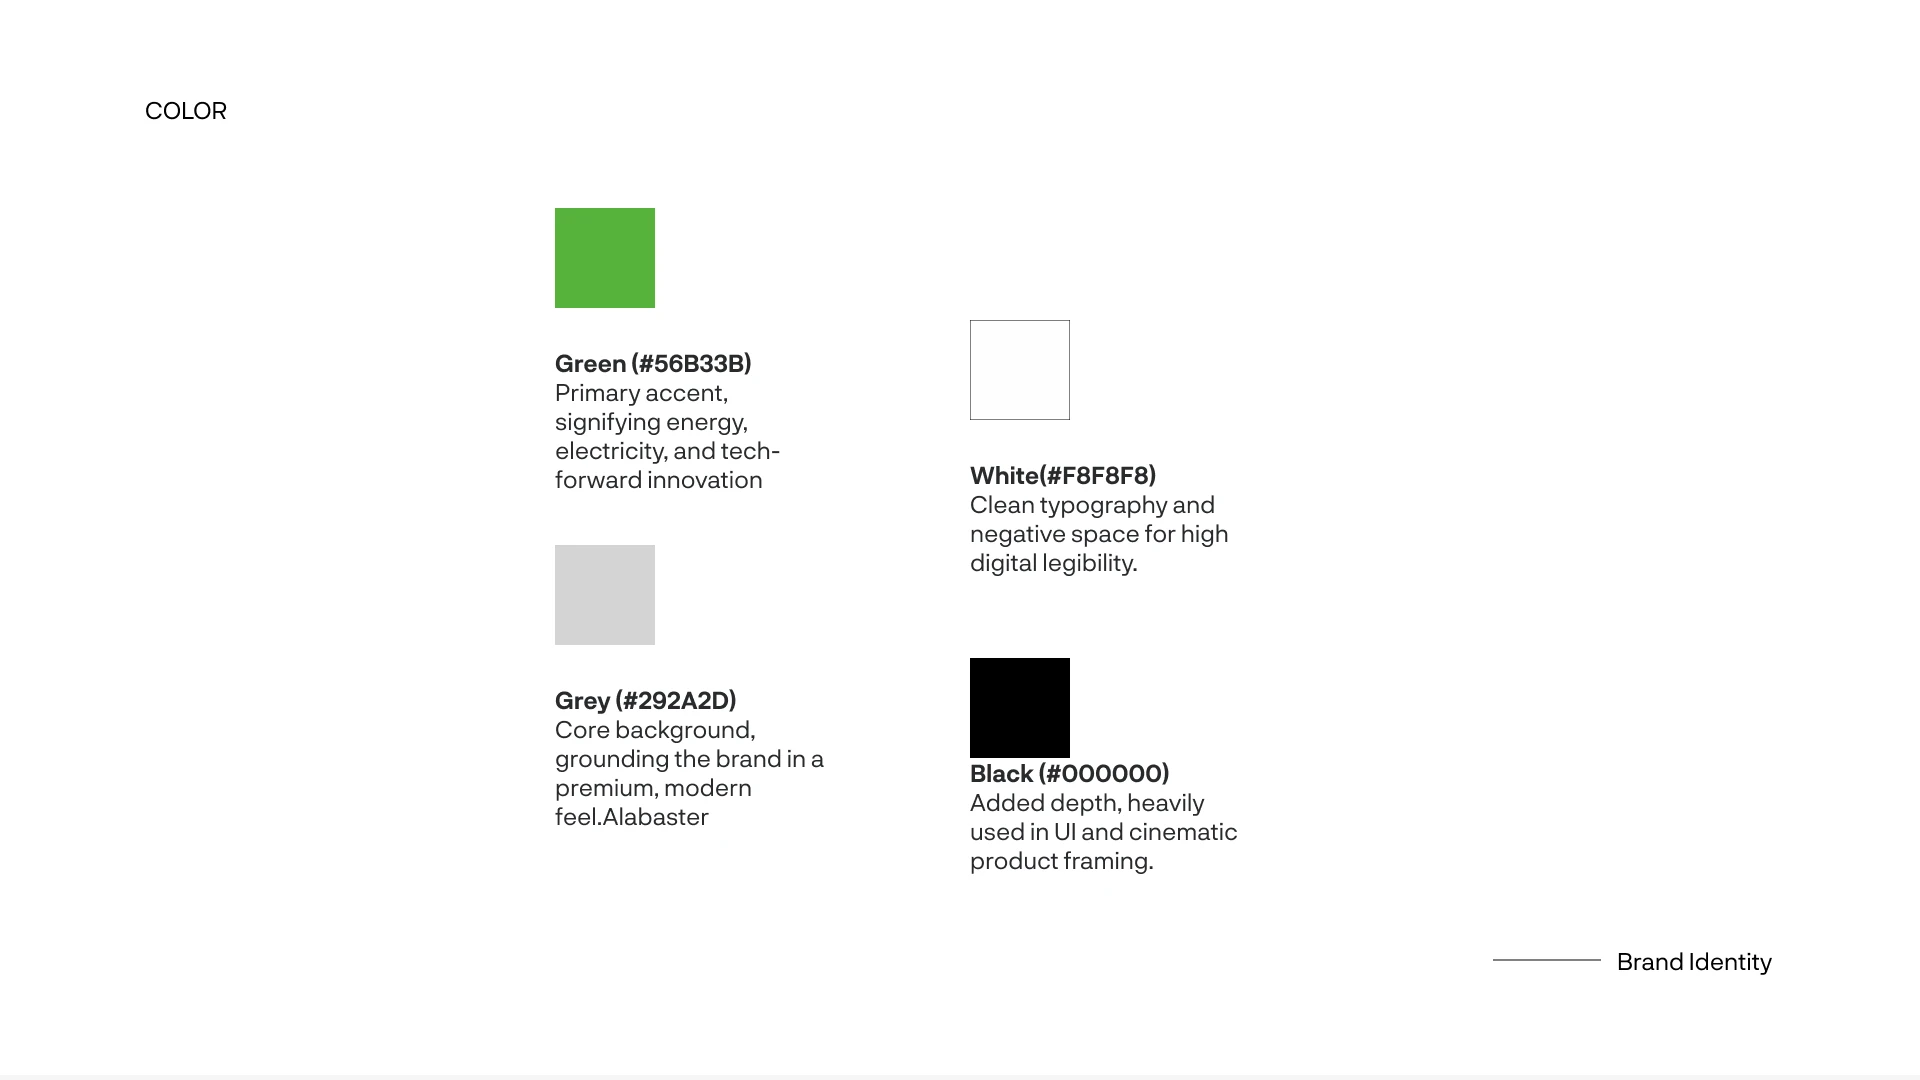 COLOR
Green (#56B33B)
Primary accent,
signifying energy,
electricity, and tech-
forward innovation
Grey (#292A2D)
Core background,
grounding the brand in a
premium, modern
feel.Alabaster
White(#F8F8F8)
Clean typography and
negative space for high
digital legibility.
Black (#000000)
Added depth, heavily
used in UI and cinematic
product framing.
Brand Identity